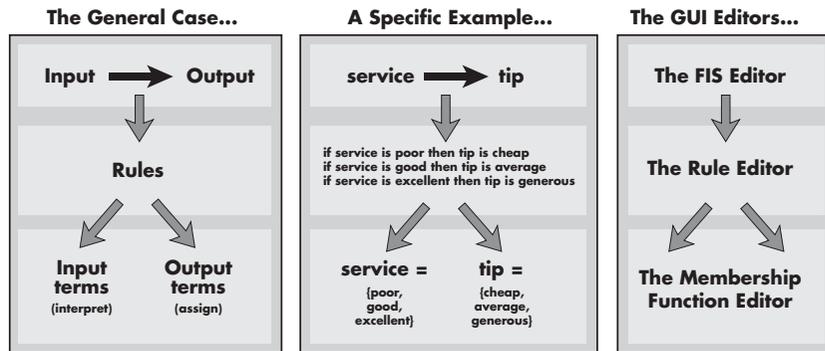 The General Case...
Input Output
Rules
Input
terms
(interpret)
Output
terms
(assign)
A Specific Example...
service tip
if service is poor then tip is cheap
if service is good then tip is average
if service is excellent then tip is generous
service =
{poor,
good,
excellent}
tip =
{cheap,
average,
generous}
The GUI Editors...
The FIS Editor
The Rule Editor
The Membership
Function Editor